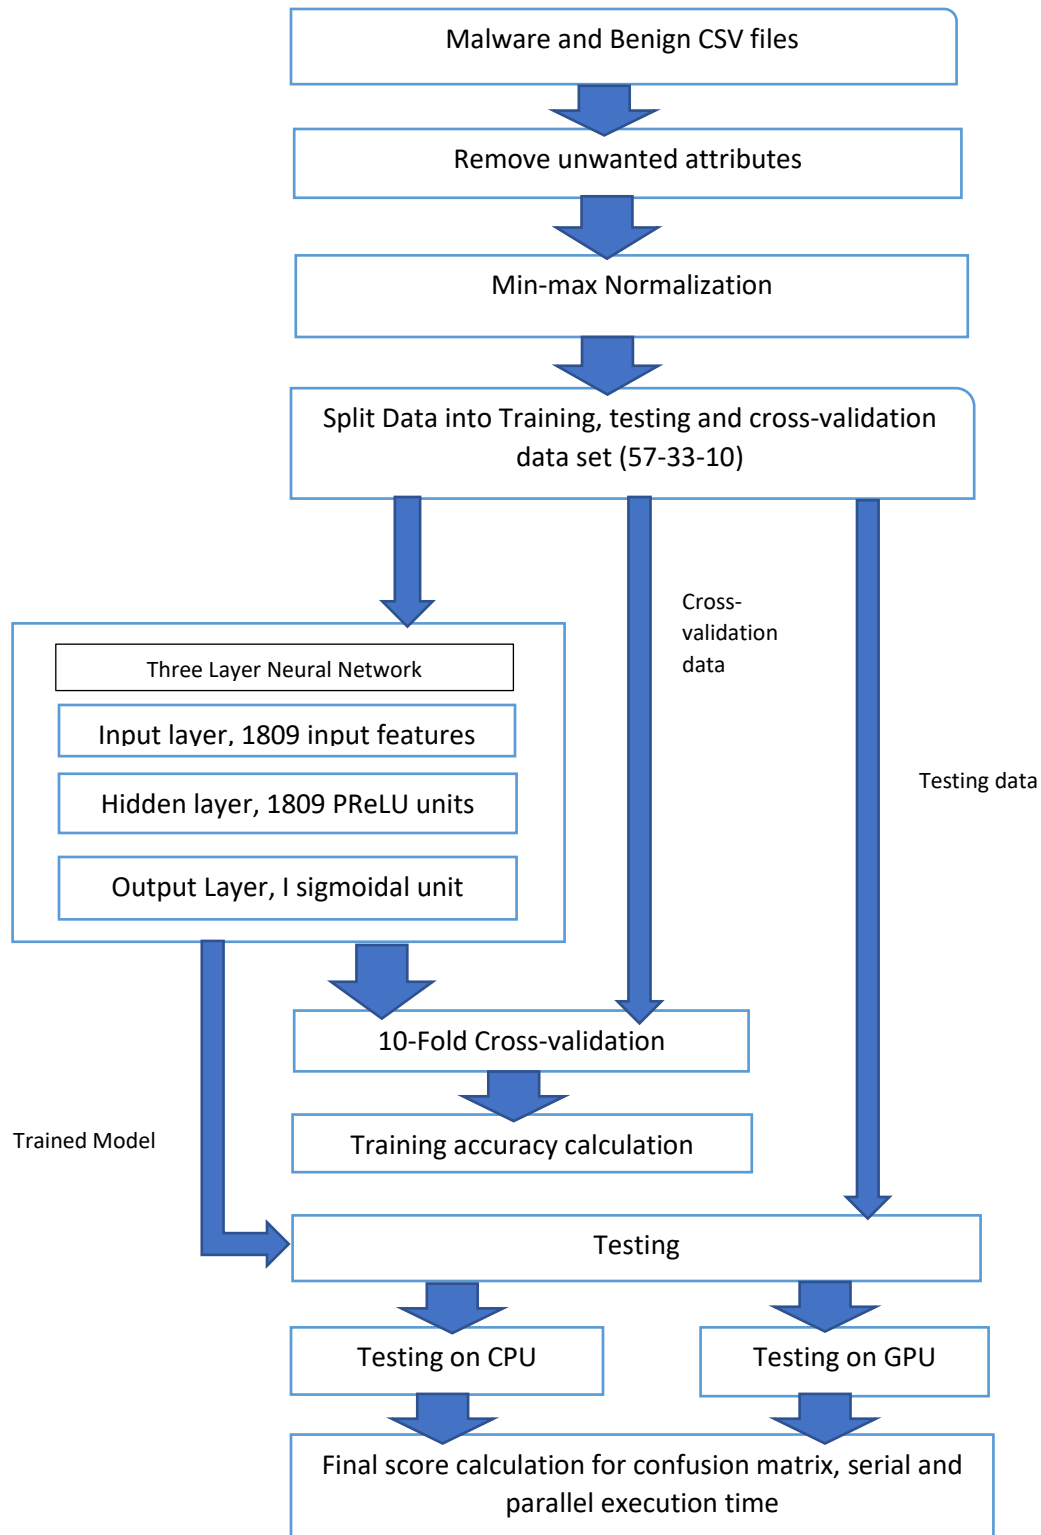 Malware and Benign CSV files
Remove unwanted attributes
Min-max Normalization
Split Data into Training, testing and cross-validation
data set (57-33-10)
Cross-
validation
data
Three Layer Neural Network
Input layer, 1809 input features
Hidden layer, 1809 PReLU units
Output Layer, I sigmoidal unit
Testing data
10-Fold Cross-validation
Training accuracy calculation
Trained Model
Testing
Testing on CPU
Testing on GPU
Final score calculation for confusion matrix, serial and
parallel execution time